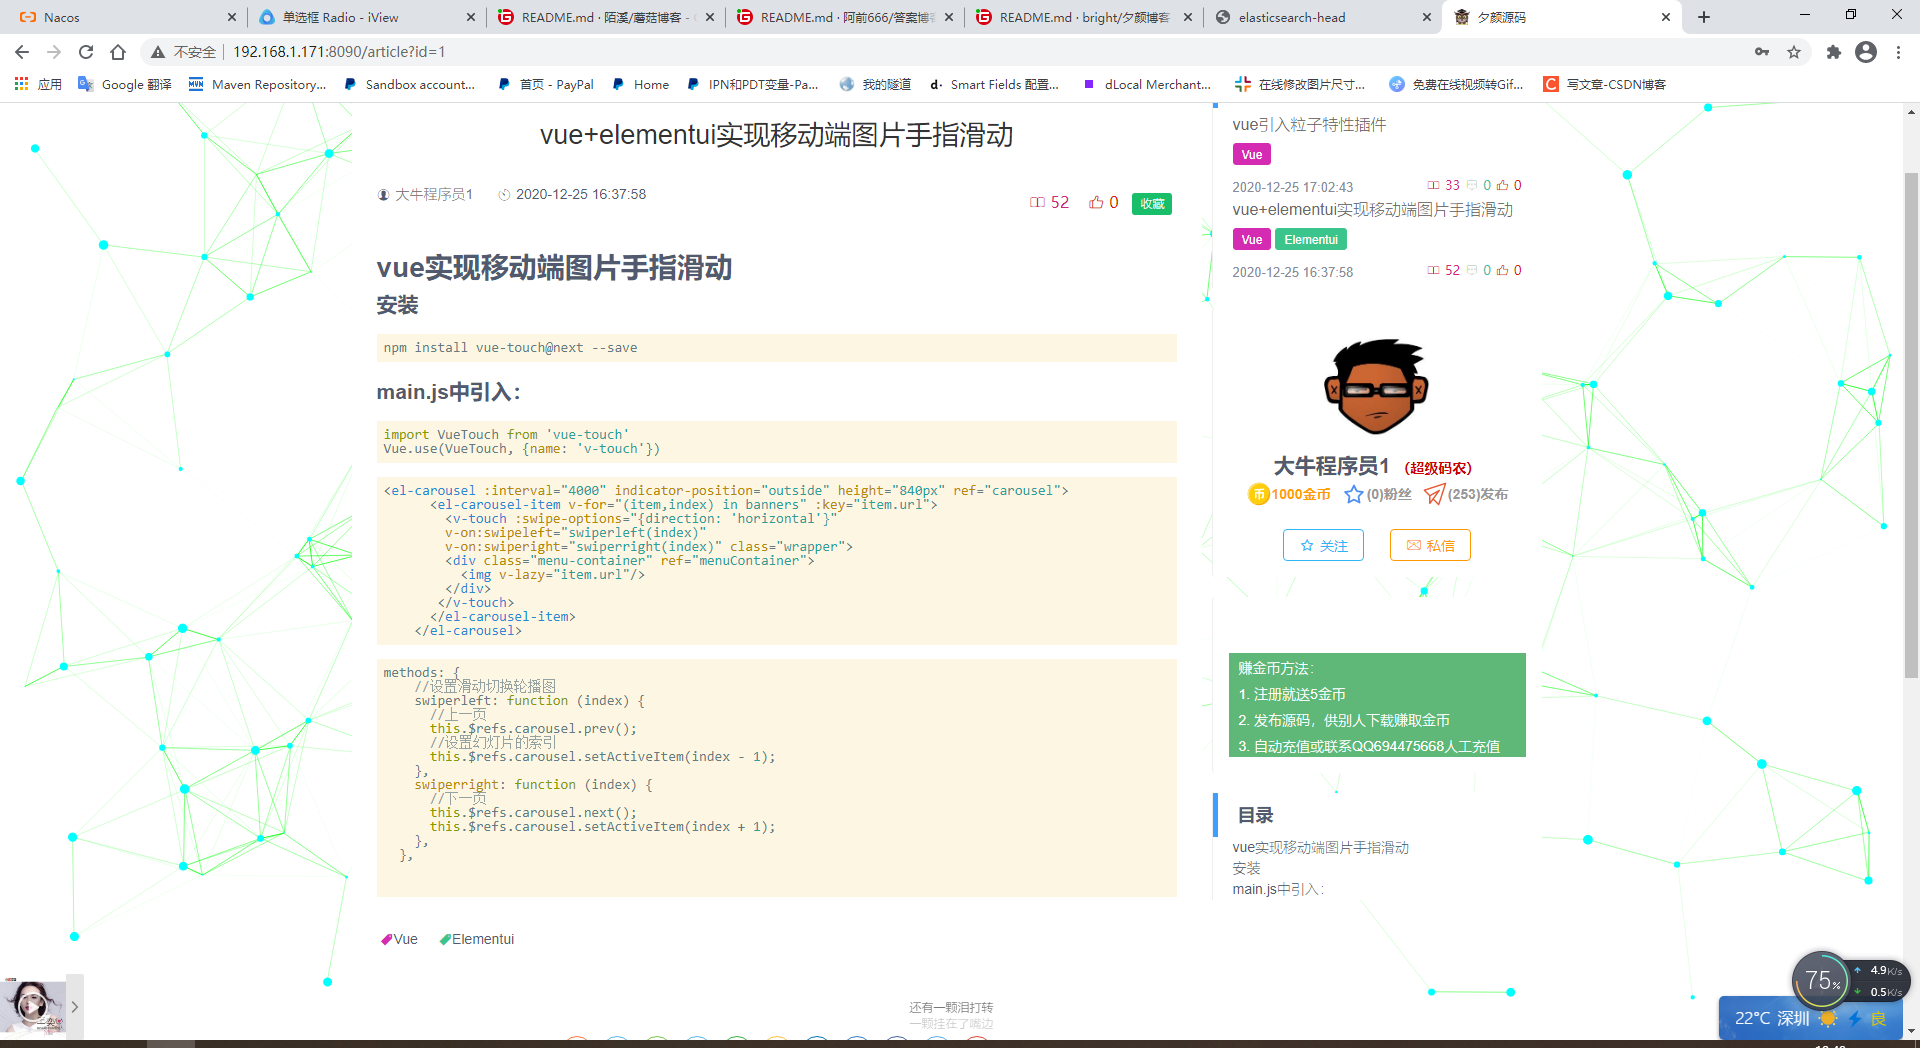 Nacos
单选框 Radio - iView
README.md · 陌溪/蘑菇博客 -
README.md · 阿前666/答案博
README.md · bright/夕颜博客
elasticsearch-head
夕颜源码
不安全
192.168.1.171:8090/article?id=1
应用
Google 翻译
Maven Repository...
Sandbox account...
首页 - PayPal
Home
IPN和PDT变量-Pa...
我的隧道
Smart Fields 配置...
dLocal Merchant...
在线修改图片尺寸...
免费在线视频转Gif...
写文章-CSDN博客
vue+elementui实现移动端图片手指滑动
大牛程序员1
2020-12-25 16:37:58
52
0
收藏
vue实现移动端图片手指滑动
安装
npm install vue-touch@next --save
main.js中引入：
import VueTouch from 'vue-touch'
Vue.use(VueTouch, {name: 'v-touch'})
<el-carousel :interval="4000" indicator-position="outside" height="840px" ref="carousel">
<el-carousel-item v-for="(item,index) in banners" :key="item.url">
<v-touch :swipe-options="{direction: 'horizontal'}"
v-on:swipeleft="swiperleft(index)"
v-on:swiperight="swiperright(index)" class="wrapper">
<div class="menu-container" ref="menuContainer">
<img v-lazy="item.url"/>
</div>
</v-touch>
</el-carousel-item>
</el-carousel>
methods: {
//设置滑动切换轮播图
swiperleft: function (index) {
//上一页
this.$refs.carousel.prev();
//设置幻灯片的索引
this.$refs.carousel.setActiveItem(index - 1);
},
swiperright: function (index) {
//下一页
this.$refs.carousel.next();
this.$refs.carousel.setActiveItem(index + 1);
},
},
Vue
Elementui
vue引入粒子特性插件
Vue
2020-12-25 17:02:43
33
0
0
vue+elementui实现移动端图片手指滑动
Vue
Elementui
2020-12-25 16:37:58
52
0
0
大牛程序员1 （超级码农）
币 1000金币
(0)粉丝
(253)发布
关注
私信
赚金币方法：
1. 注册就送5金币
2. 发布源码，供别人下载赚取金币
3. 自动充值或联系QQ694475668人工充值
目录
vue实现移动端图片手指滑动
安装
main.js中引入：
还有一颗泪打转
一颗挂在了嘴边
75%
4.9K/s
0.5K/s
22°C 深圳
良